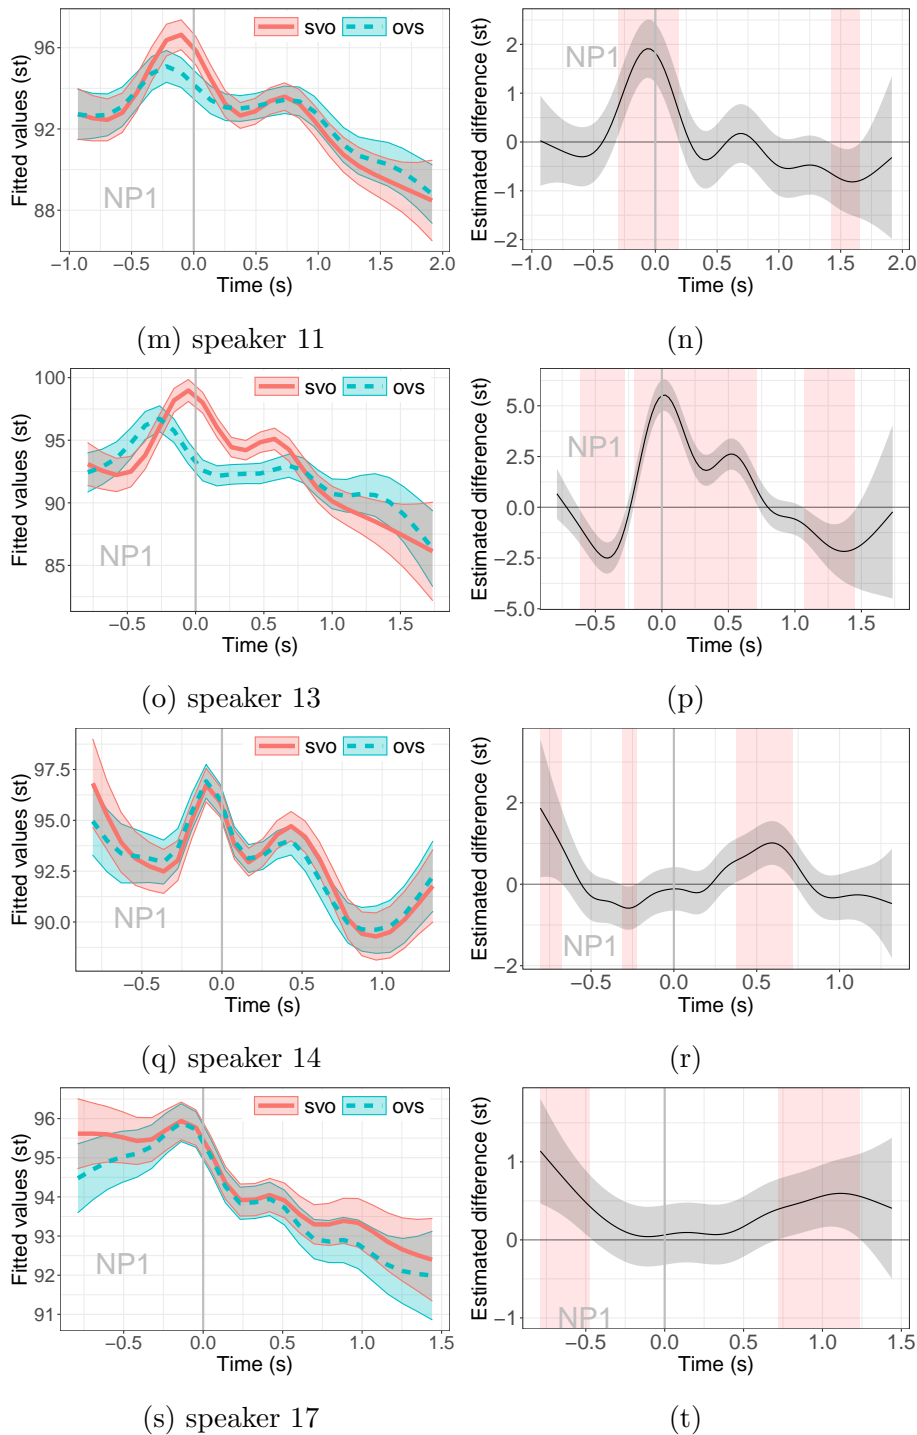 svo ovs
Fitted values (st)
96
92
88
NP1
−1.0 −0.5 0.0 0.5 1.0 1.5 2.0
Time (s)
(m) speaker 11
Estimated difference (st)
2
1
0
−1
−2
NP1
−1.0 −0.5 0.0 0.5 1.0 1.5 2.0
Time (s)
(n)
svo ovs
Fitted values (st)
100
95
90
85
NP1
−0.5 0.0 0.5 1.0 1.5
Time (s)
(o) speaker 13
Estimated difference (st)
5.0
2.5
0.0
−2.5
−5.0
NP1
−0.5 0.0 0.5 1.0 1.5
Time (s)
(p)
svo ovs
Fitted values (st)
97.5
95.0
92.5
90.0
NP1
−0.5 0.0 0.5 1.0
Time (s)
(q) speaker 14
Estimated difference (st)
2
0
−2
NP1
−0.5 0.0 0.5 1.0
Time (s)
(r)
svo ovs
Fitted values (st)
96
95
94
93
92
91
NP1
−0.5 0.0 0.5 1.0 1.5
Time (s)
(s) speaker 17
Estimated difference (st)
1
0
−1
NP1
−0.5 0.0 0.5 1.0 1.5
Time (s)
(t)